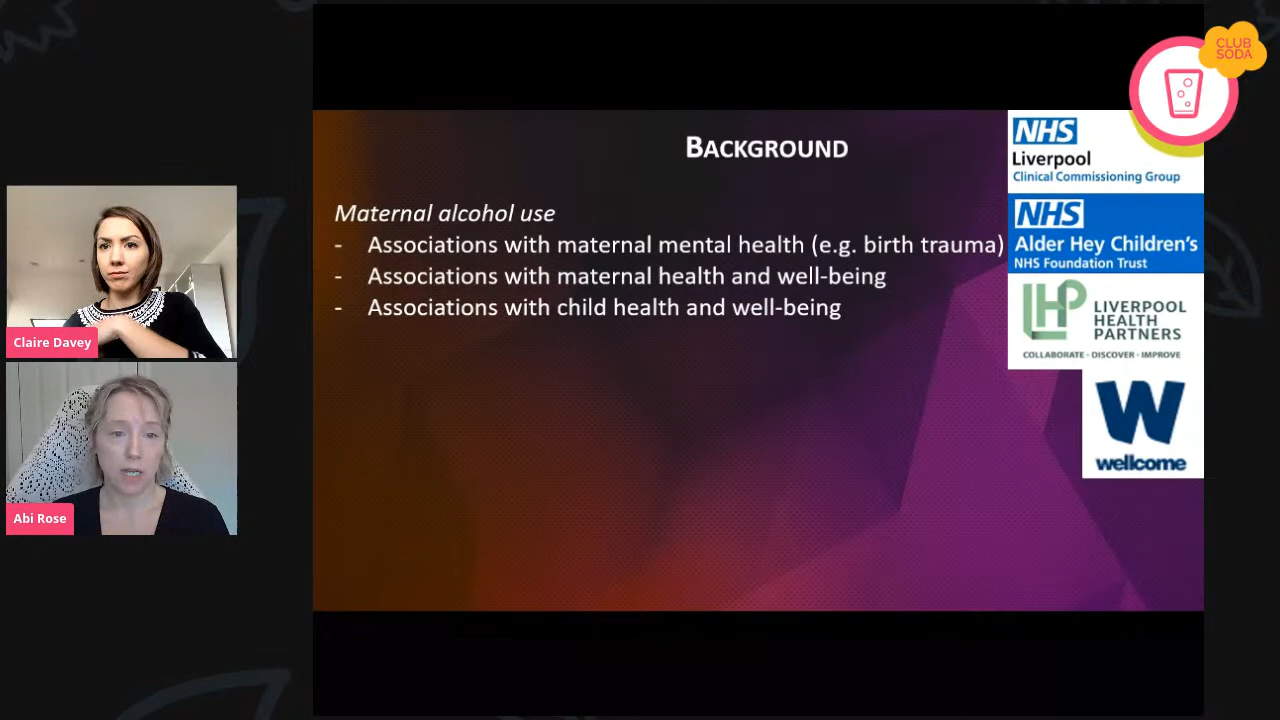 CLUB
SODA
BACKGROUND
Maternal alcohol use
- Associations with maternal mental health (e.g. birth trauma)
- Associations with maternal health and well-being
- Associations with child health and well-being
NHS
Liverpool
Clinical Commissioning Group
NHS
Alder Hey Children's
NHS Foundation Trust
LHP
LIVERPOOL
HEALTH
PARTNERS
COLLABORATE · DISCOVER · IMPROVE
W
wellcome
Claire Davey
Abi Rose